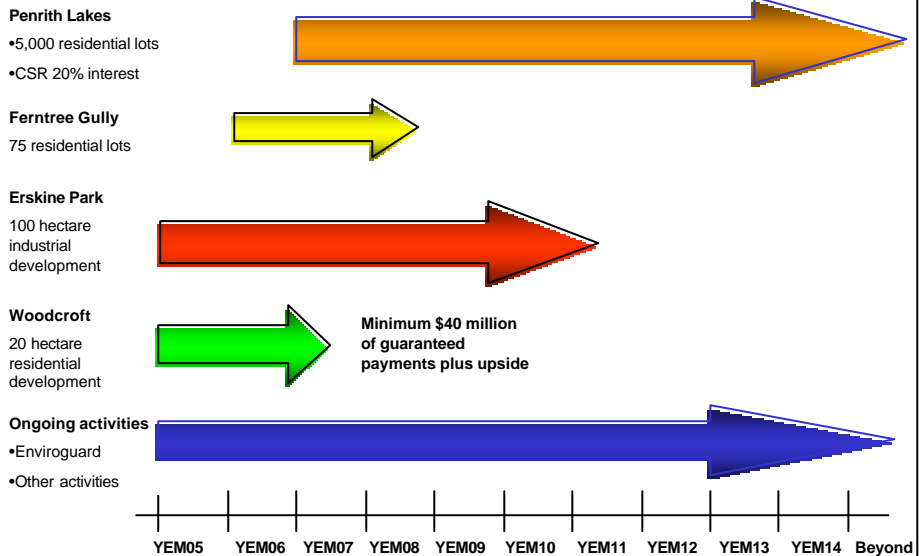 Penrith Lakes
•5,000 residential lots
•CSR 20% interest
Ferntree Gully
75 residential lots
Erskine Park
100 hectare
industrial
development
Woodcroft
20 hectare
residential
development
Minimum $40 million
of guaranteed
payments plus upside
Ongoing activities
•Enviroguard
•Other activities
YEM05 YEM06 YEM07 YEM08 YEM09 YEM10 YEM11 YEM12 YEM13 YEM14 Beyond